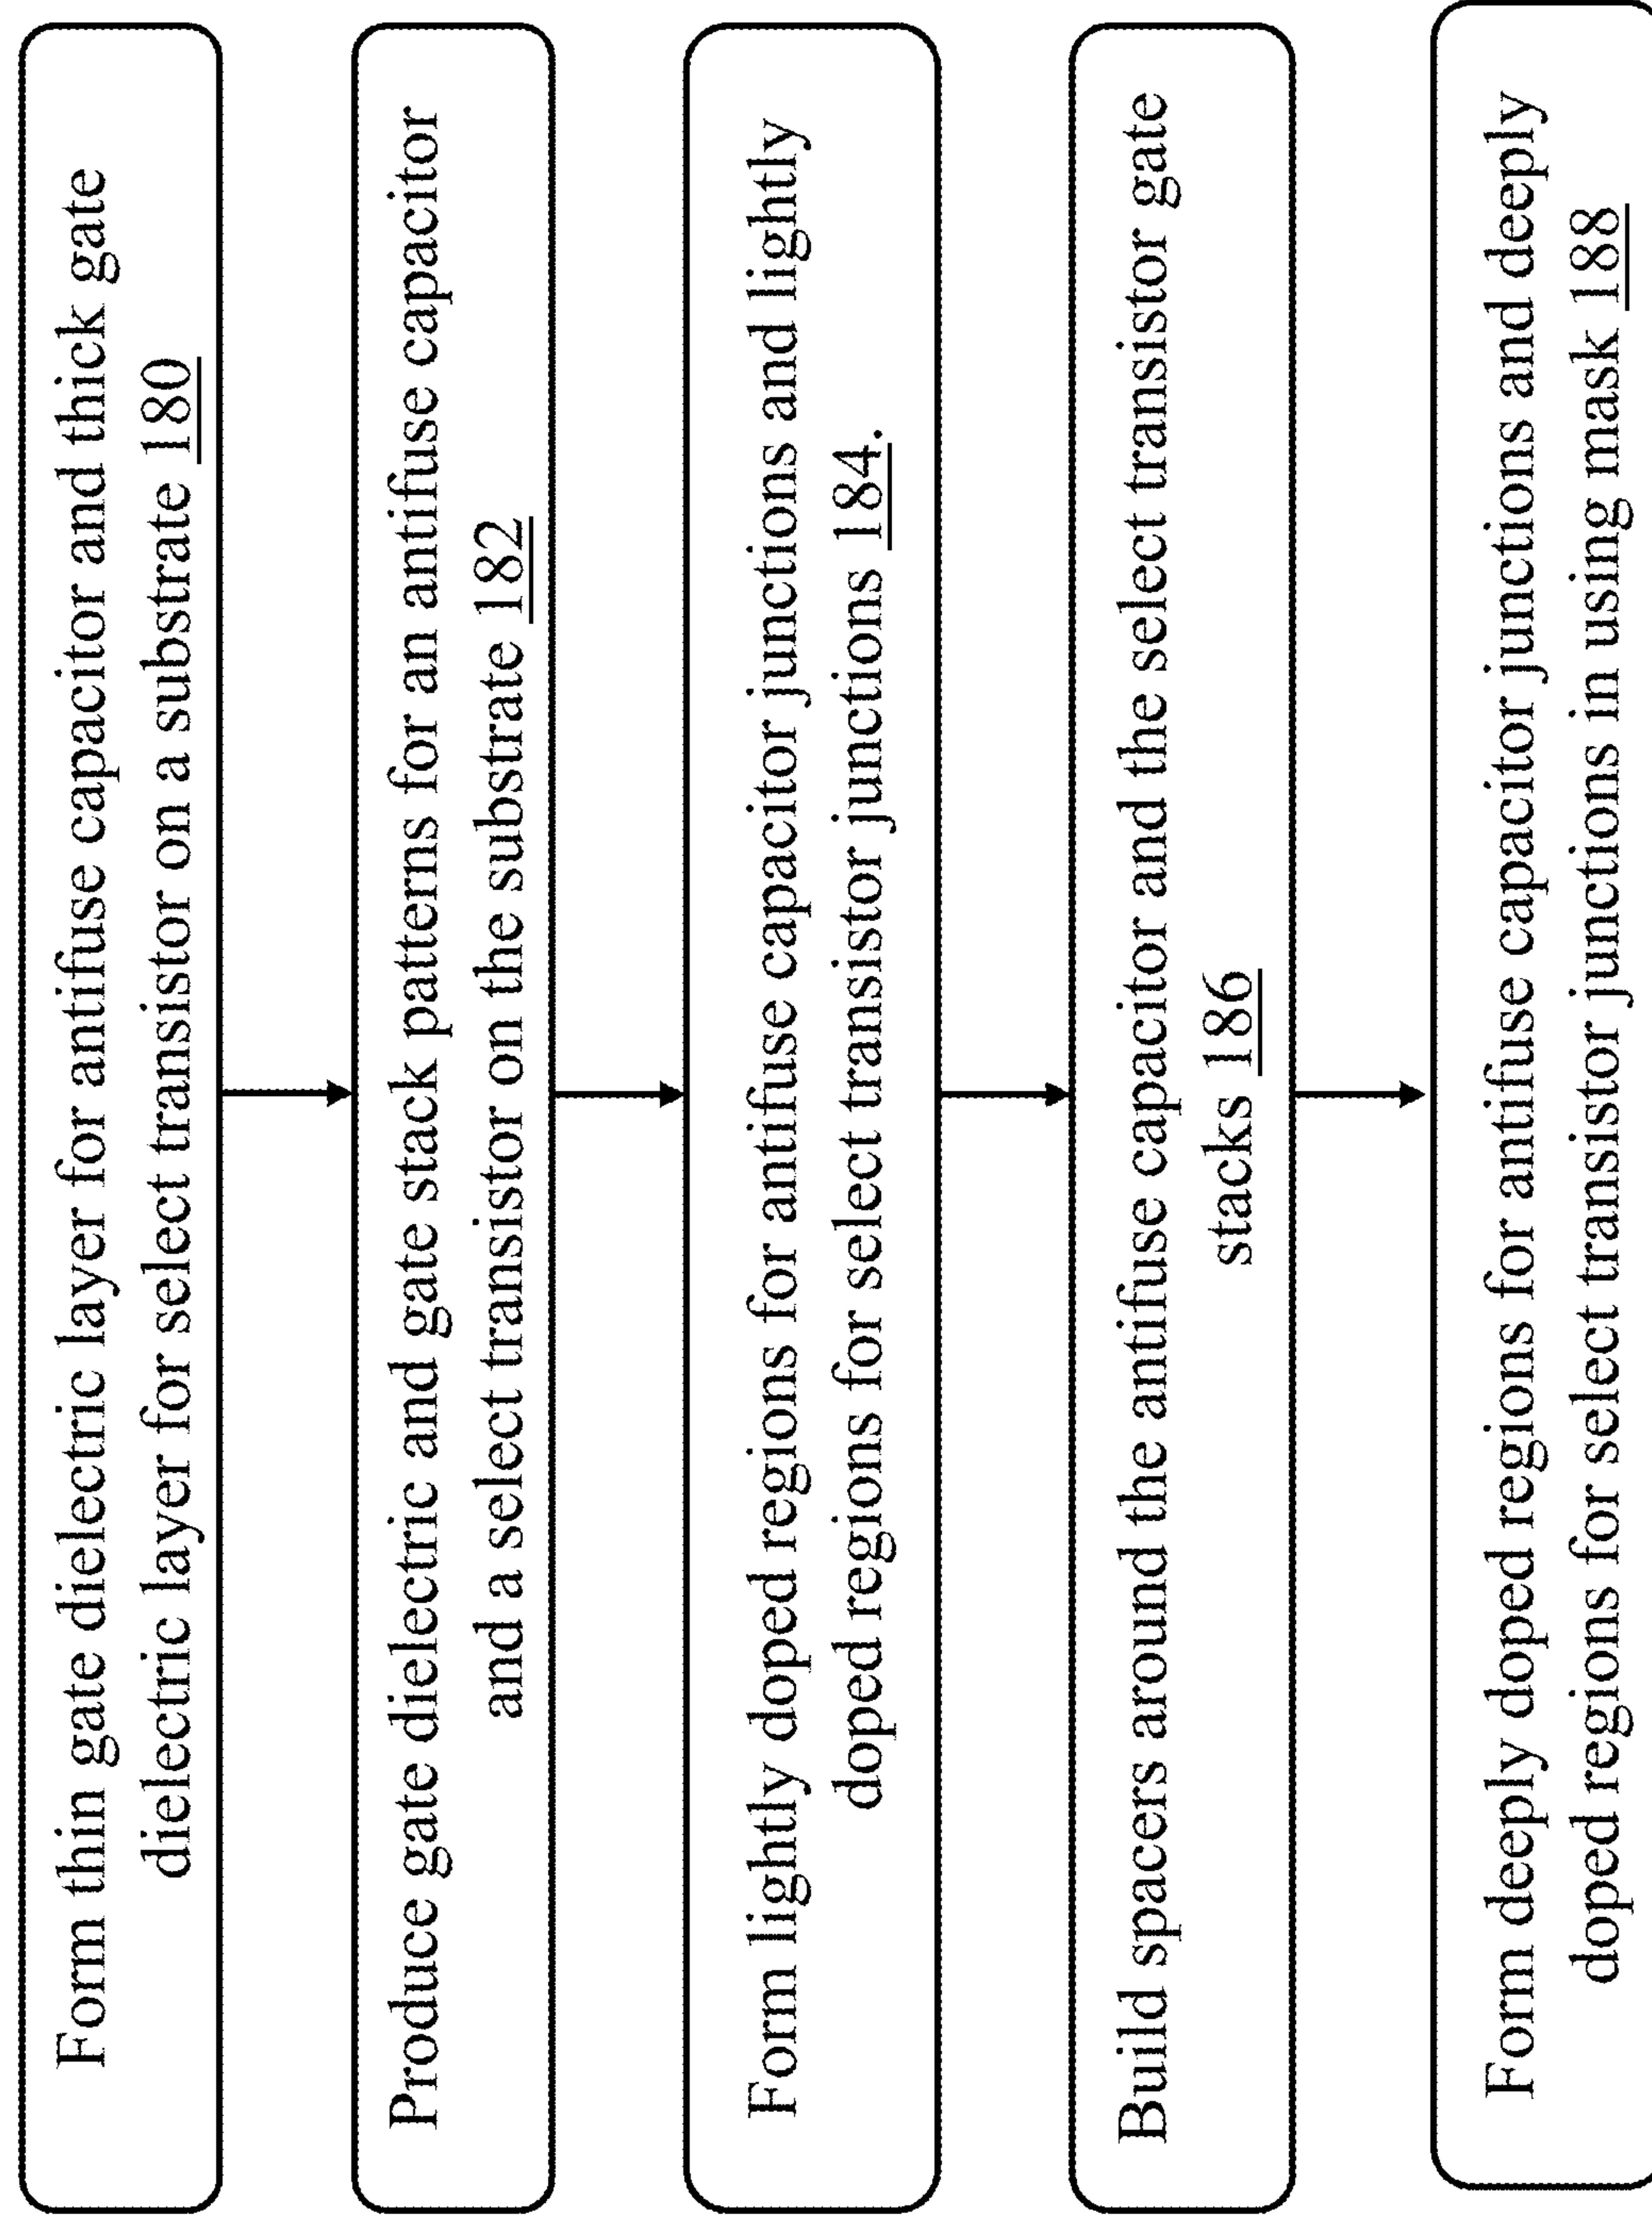 Form thin gate dielectric layer for antifuse capacitor and thick gate
dielectric layer for select transistor on a substrate 180
Produce gate dielectric and gate stack patterns for an antifuse capacitor
and a select transistor on the substrate 182
Form lightly doped regions for antifuse capacitor junctions and lightly
doped regions for select transistor junctions 184.
Build spacers around the antifuse capacitor and the select transistor gate
stacks 186
Form deeply doped regions for antifuse capacitor junctions and deeply
doped regions for select transistor junctions in using mask 188